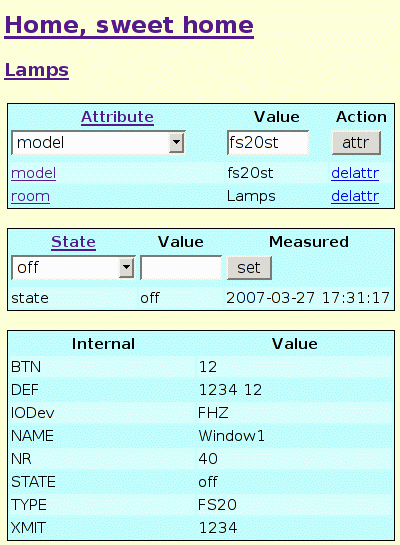 Home, sweet home
Lamps
Attribute Value Action
model fs20st attr
model fs20st delattr
room Lamps delattr
State Value Measured
off set
state off 2007-03-27 17:31:17
Internal Value
BTN 12
DEF 1234 12
IODev FHZ
NAME Window1
NR 40
STATE off
TYPE FS20
XMIT 1234